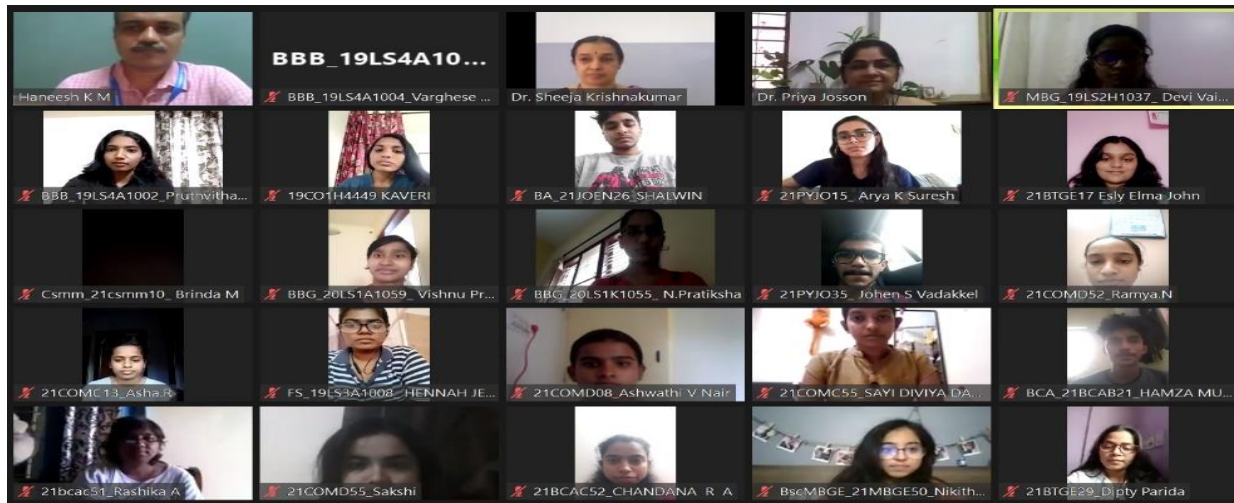 Haneesh K M
BBB_19LS4A10...
BBB_19LS4A1004_Varghese ...
Dr. Sheeja Krishnakumar
Dr. Priya Josson
MBG_19LS2H1037_ Devi Vai...
BBB_19LS4A1002_Pruthvitha...
19CO1H4449 KAVERI
BA_21JOEN26_SHALWIN
21PYJO15_ Arya K Suresh
21BTGE17 Esly Elma John
Csmm_21csmm10_ Brinda M
BBG_20LS1A1059_ Vishnu Pr...
BBG_20LS1K1055_ N.Pratiksha
21PYJO35_ Johen S Vadakkel
21COMD52_Ramya.N
21COMC13_Asha.R
FS_19LS3A1008_ HENNAH JE...
21COMD08_Ashwathi V Nair
21COMC55_SAYI DIVIYA DA...
BCA_21BCAB21_HAMZA MU...
21bcac51_Rashika A
21COMD55_Sakshi
21BCAC52_CHANDANA R A
BscMBGE_21MBGE50_Nikith...
21BTGE29_Dipty Parida